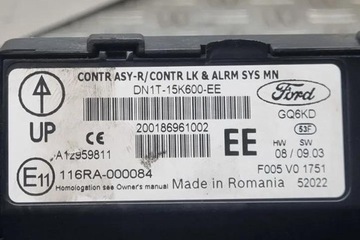 CONTR ASY-R/CONTR LK & ALRM SYS MN
DN1T-15K600-EE
Ford
GQ6KD
53F
UP
CE
200186961002
EE
HW SW
08 / 09.03
A12959811
F005 V0 1751
E11
116RA-000084
Homologation see Owner's manual
Made in Romania
52022